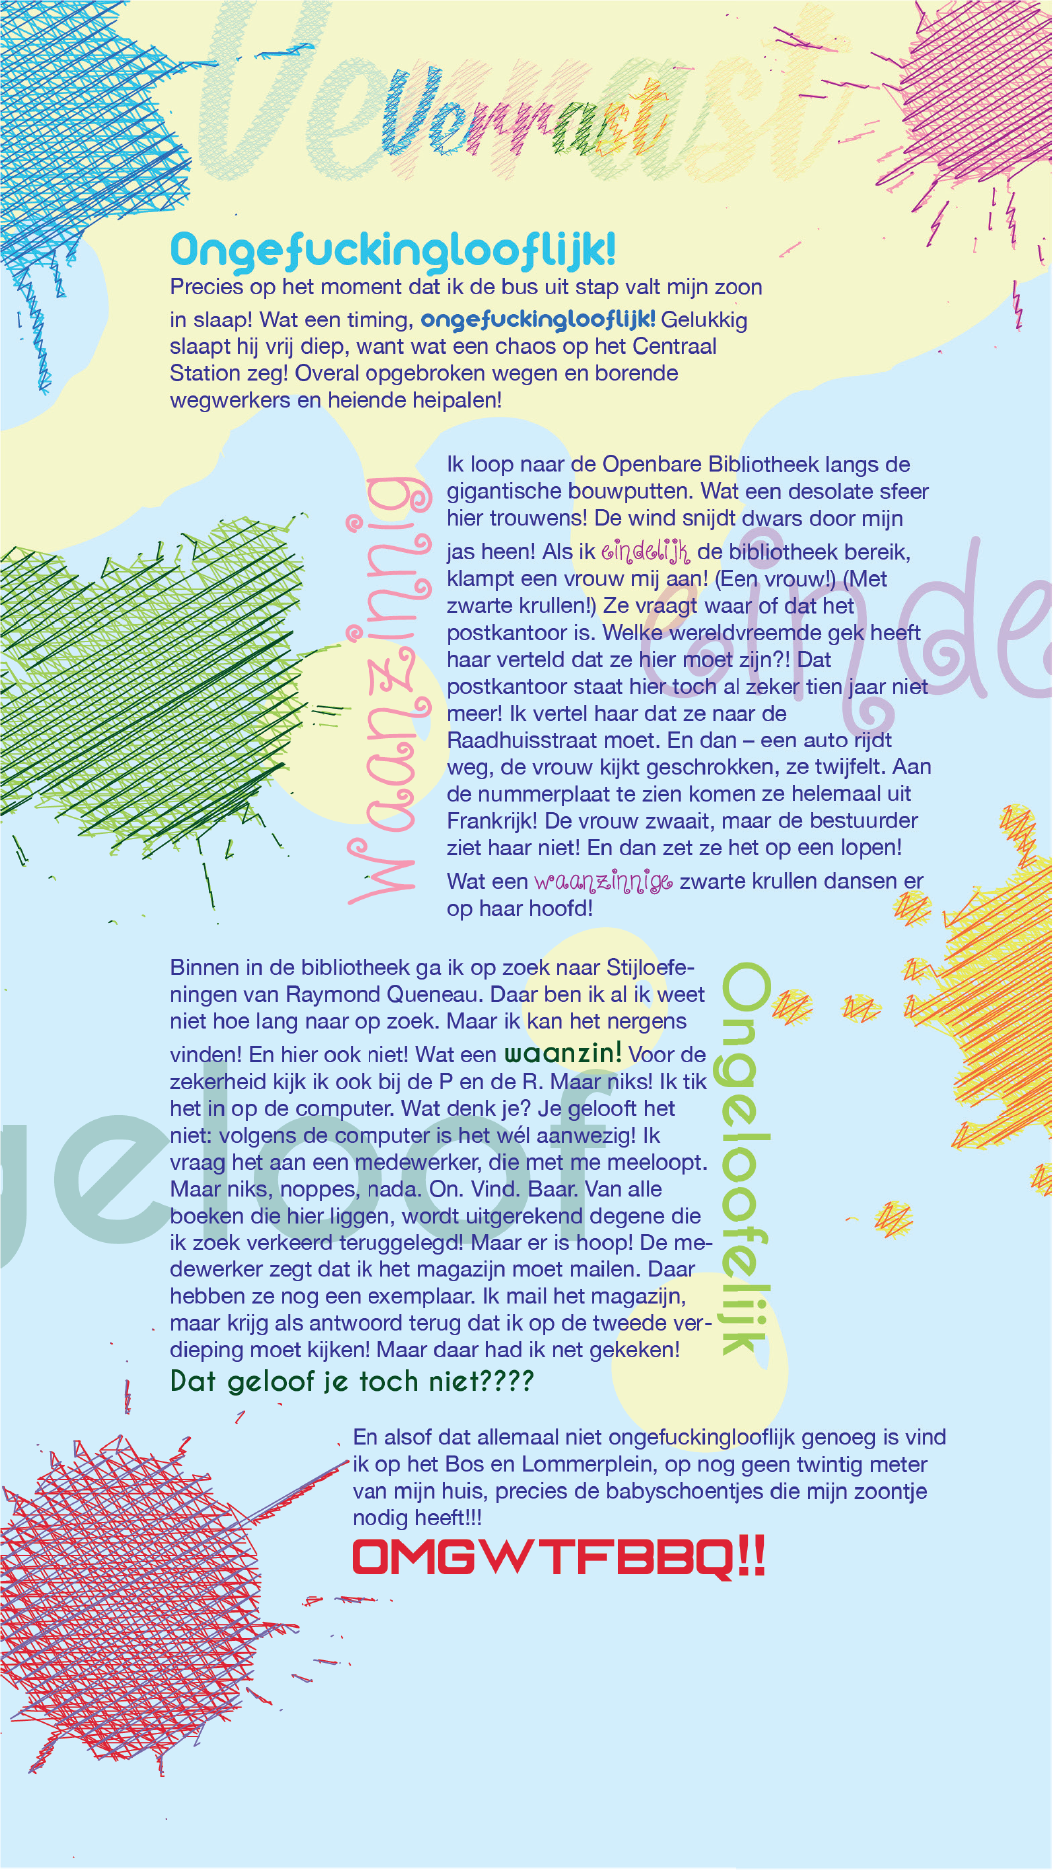 Verrast
Verrast
Ongefuckinglooflijk!
Precies op het moment dat ik de bus uit stap valt mijn zoon
in slaap! Wat een timing, ongefuckinglooflijk! Gelukkig
slaapt hij vrij diep, want wat een chaos op het Centraal
Station zeg! Overal opgebroken wegen en borende
wegwerkers en heiende heipalen!
Waanzinnig
Ik loop naar de Openbare Bibliotheek langs de
gigantische bouwputten. Wat een desolate sfeer
hier trouwens! De wind snijdt dwars door mijn
jas heen! Als ik eindelijk de bibliotheek bereik,
klampt een vrouw mij aan! (Een vrouw!) (Met
zwarte krullen!) Ze vraagt waar of dat het
postkantoor is. Welke wereldvreemde gek heeft
haar verteld dat ze hier moet zijn?! Dat
postkantoor staat hier toch al zeker tien jaar niet
meer! Ik vertel haar dat ze naar de
Raadhuisstraat moet. En dan – een auto rijdt
weg, de vrouw kijkt geschrokken, ze twijfelt. Aan
de nummerplaat te zien komen ze helemaal uit
Frankrijk! De vrouw zwaait, maar de bestuurder
ziet haar niet! En dan zet ze het op een lopen!
Wat een waanzinnige zwarte krullen dansen er
op haar hoofd!
einde
Binnen in de bibliotheek ga ik op zoek naar Stijloefe-
ningen van Raymond Queneau. Daar ben ik al ik weet
niet hoe lang naar op zoek. Maar ik kan het nergens
vinden! En hier ook niet! Wat een waanzin! Voor de
zekerheid kijk ik ook bij de P en de R. Maar niks! Ik tik
het in op de computer. Wat denk je? Je gelooft het
niet: volgens de computer is het wél aanwezig! Ik
vraag het aan een medewerker, die met me meeloopt.
Maar niks, noppes, nada. On. Vind. Baar. Van alle
boeken die hier liggen, wordt uitgerekend degene die
ik zoek verkeerd teruggelegd! Maar er is hoop! De me-
dewerker zegt dat ik het magazijn moet mailen. Daar
hebben ze nog een exemplaar. Ik mail het magazijn,
maar krijg als antwoord terug dat ik op de tweede ver-
dieping moet kijken! Maar daar had ik net gekeken!
Dat geloof je toch niet????
geloof
Ongeloofelijk
En alsof dat allemaal niet ongefuckinglooflijk genoeg is vind
ik op het Bos en Lommerplein, op nog geen twintig meter
van mijn huis, precies de babyschoentjes die mijn zoontje
nodig heeft!!!
OMGWTFBBQ!!